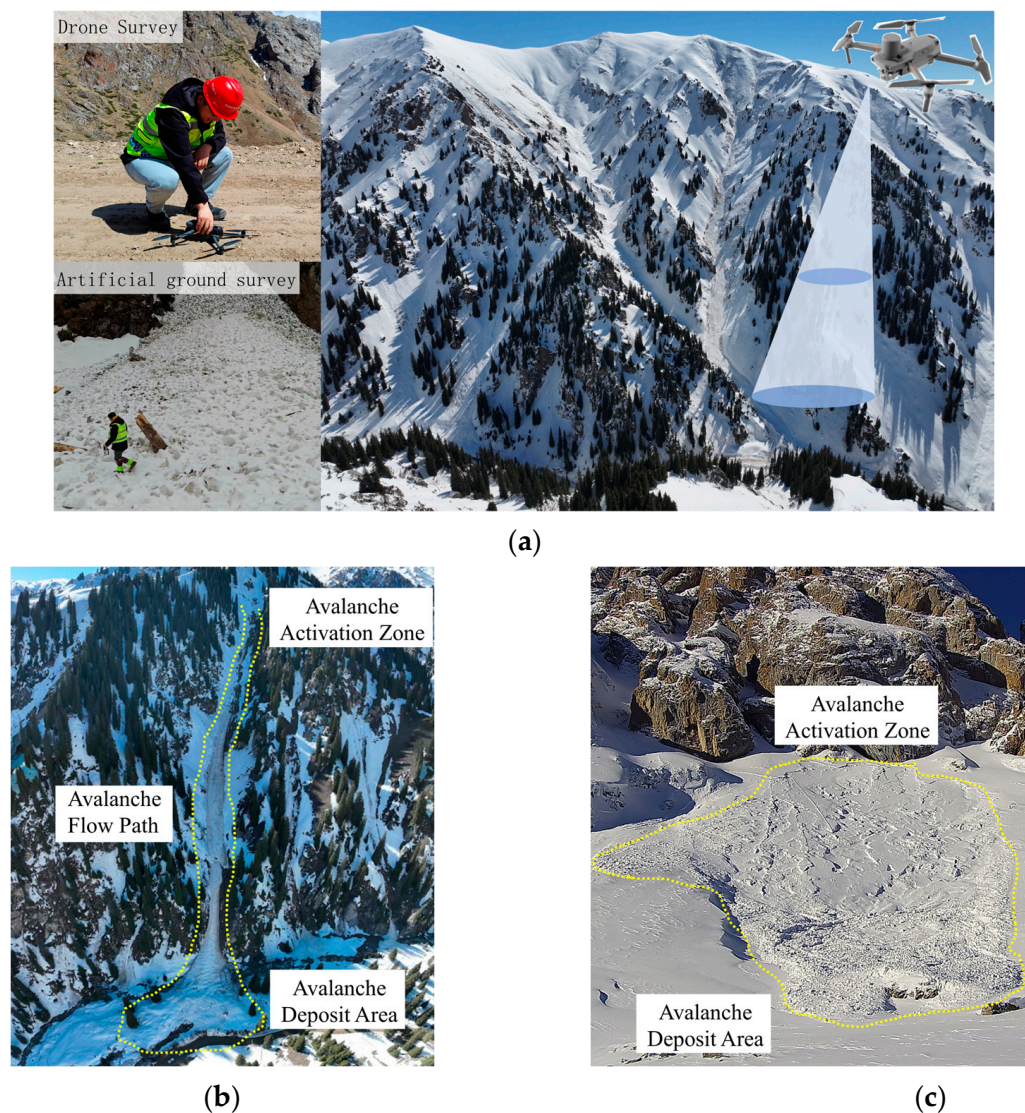 Drone Survey
Artificial ground survey
(a)
Avalanche
Activation Zone
Avalanche
Flow Path
Avalanche
Deposit Area
(b)
Avalanche
Activation Zone
Avalanche
Deposit Area
(c)